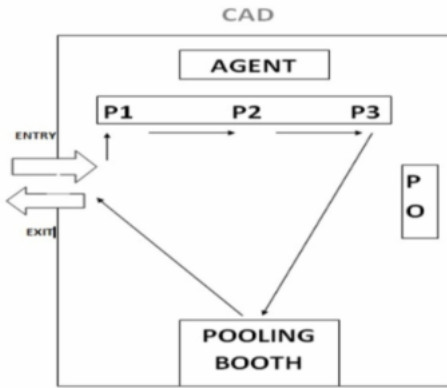 CAD
AGENT
P1 P2 P3
ENTRY
P
O
EXIT
POOLING
BOOTH